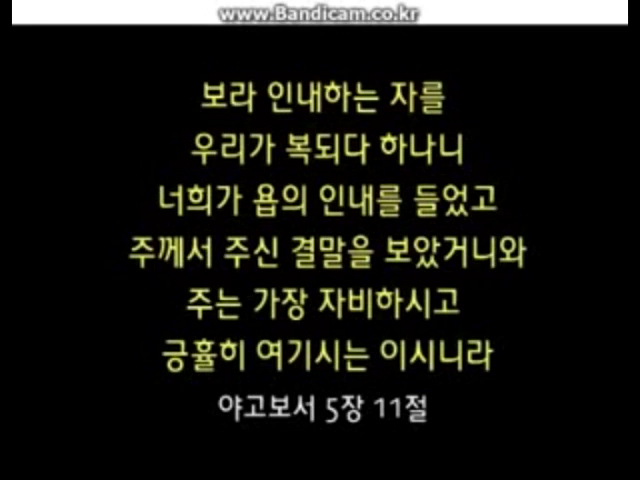 www.Bandicam.co.kr
보라 인내하는 자를
우리가 복되다 하나니
너희가 욥의 인내를 들었고
주께서 주신 결말을 보았거니와
주는 가장 자비하시고
긍휼히 여기시는 이시니라
야고보서 5장 11절